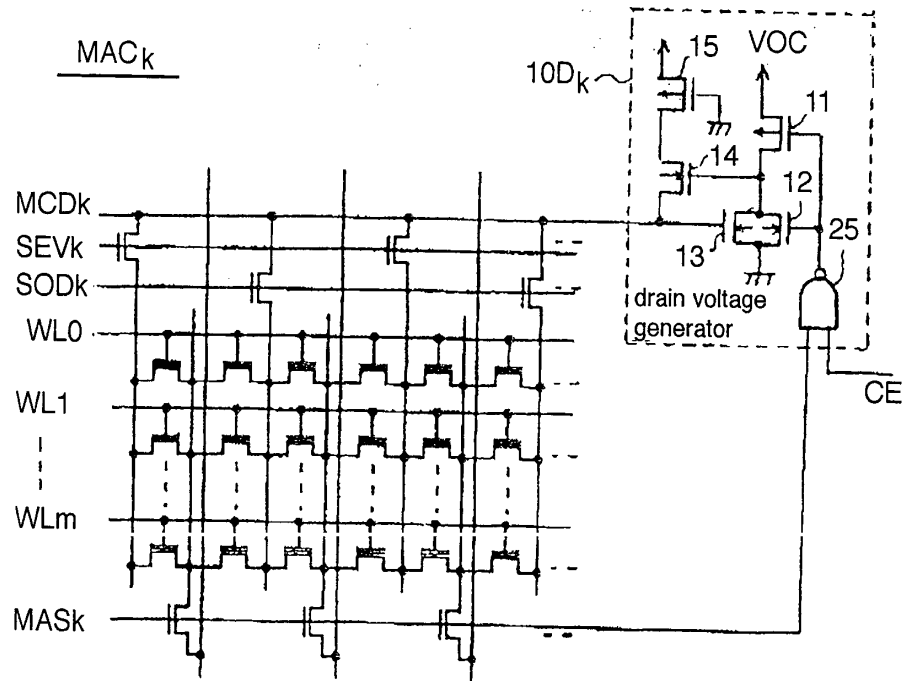 MACk
10Dk
15
VOC
11
14
12
13
25
drain voltage
generator
CE
MCDk
SEVk
SODk
WL0
WL1
WLm
MASk